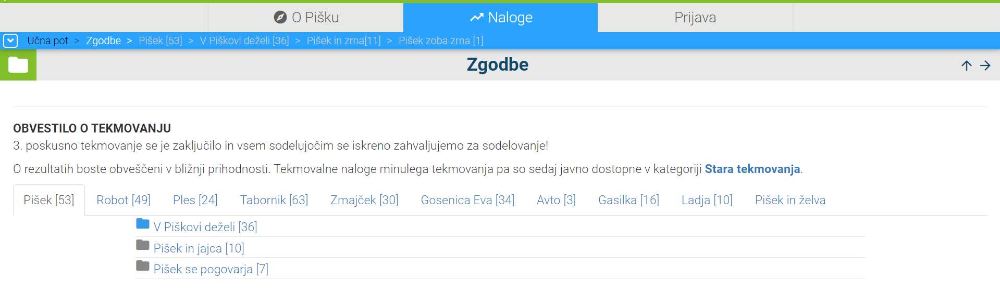 O Pišku Naloge Prijava
Učna pot > Zgodbe > Pišek [53] > V Piškovi deželi [36] > Pišek in zrna[11] > Pišek zoba zrna [1]
Zgodbe
OBVESTILO O TEKMOVANJU
3. poskusno tekmovanje se je zaključilo in vsem sodelujočim se iskreno zahvaljujemo za sodelovanje!
O rezultatih boste obveščeni v bližnji prihodnosti. Tekmovalne naloge minulega tekmovanja pa so sedaj javno dostopne v kategoriji Stara tekmovanja.
Pišek [53] Robot [49] Ples [24] Tabornik [63] Zmajček [30] Gosenica Eva [34] Avto [3] Gasilka [16] Ladja [10] Pišek in želva
V Piškovi deželi [36]
Pišek in jajca [10]
Pišek se pogovarja [7]